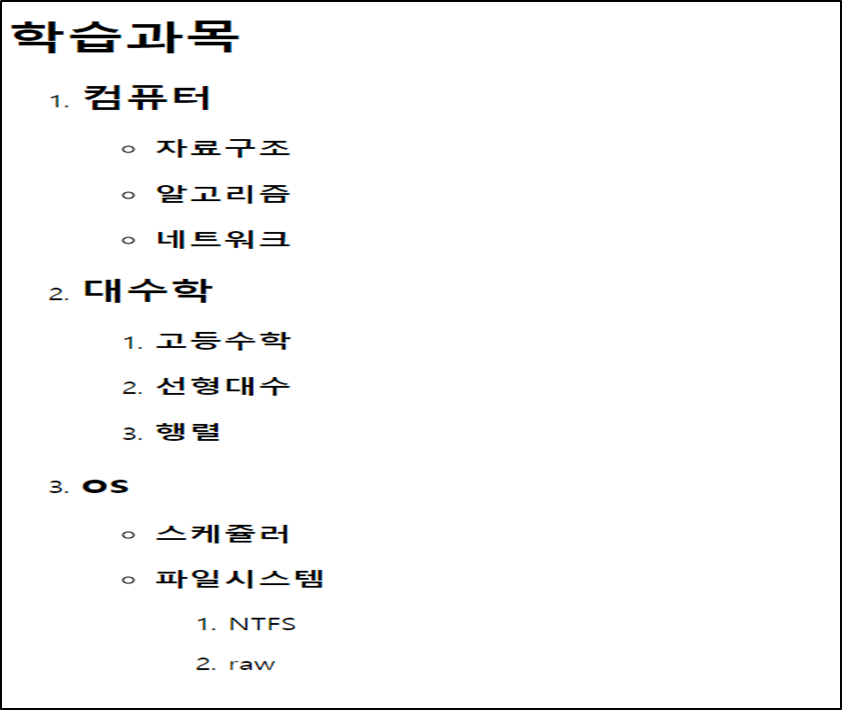 학습과목
1. 컴퓨터
○ 자료구조
○ 알고리즘
○ 네트워크
2. 대수학
1. 고등수학
2. 선형대수
3. 행렬
3. os
○ 스케쥴러
○ 파일시스템
1. NTFS
2. raw